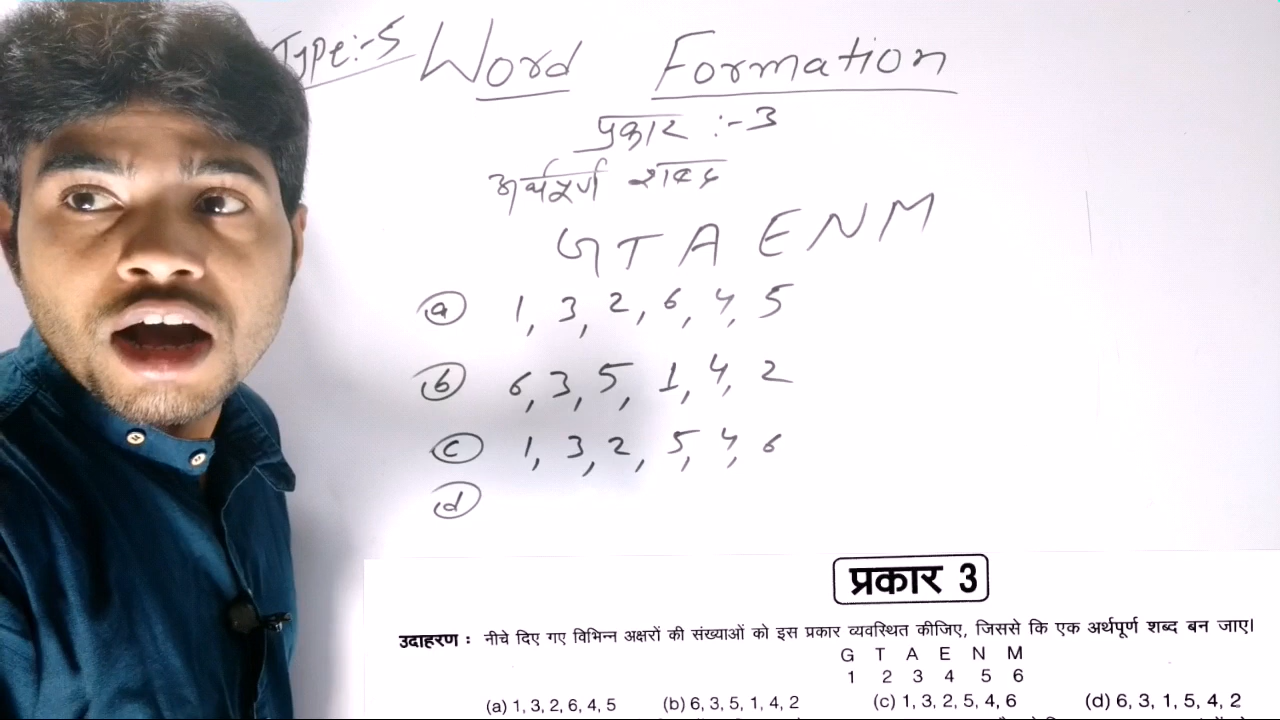 Type:-5 Word Formation
प्रकार :- 3
अर्थपूर्ण शब्द
G T A E N M
(a) 1, 3, 2, 6, 4, 5
(b) 6, 3, 5, 1, 4, 2
(c) 1, 3, 2, 5, 4, 6
(d)
प्रकार 3
उदाहरण : नीचे दिए गए विभिन्न अक्षरों की संख्याओं को इस प्रकार व्यवस्थित कीजिए, जिससे कि एक अर्थपूर्ण शब्द बन जाए।
G T A E N M
1 2 3 4 5 6
(a) 1, 3, 2, 6, 4, 5 (b) 6, 3, 5, 1, 4, 2 (c) 1, 3, 2, 5, 4, 6 (d) 6, 3, 1, 5, 4, 2